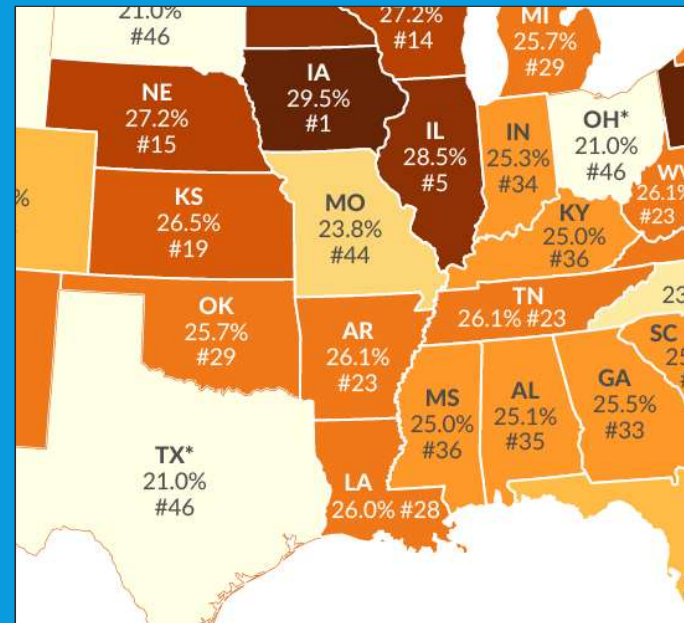 21.0%
#46
27.2%
#14
MI
25.7%
#29
NE
27.2%
#15
IA
29.5%
#1
IL
28.5%
#5
IN
25.3%
#34
OH*
21.0%
#46
26.1%
#23
KS
26.5%
#19
MO
23.8%
#44
KY
25.0%
#36
OK
25.7%
#29
AR
26.1%
#23
TN
26.1% #23
SC
MS
25.0%
#36
AL
25.1%
#35
GA
25.5%
#33
TX*
21.0%
#46
LA
26.0% #28